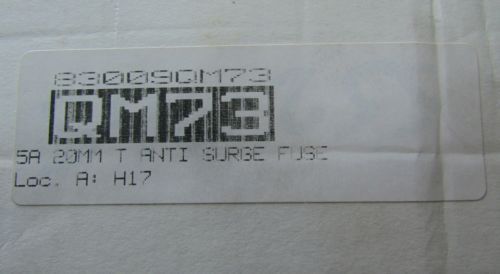 83009QM73
QM73
5A 20MM T ANTI SURGE FUSE
Loc. A: H17